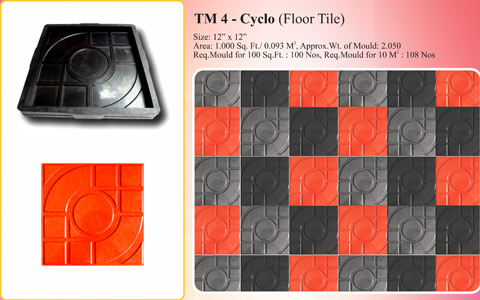 TM 4 - Cyclo (Floor Tile)
Size: 12” x 12”
Area: 1.000 Sq. Ft./ 0.093 M², Approx.Wt. of Mould: 2.050
Req.Mould for 100 Sq.Ft. : 100 Nos, Req.Mould for 10 M² : 108 Nos